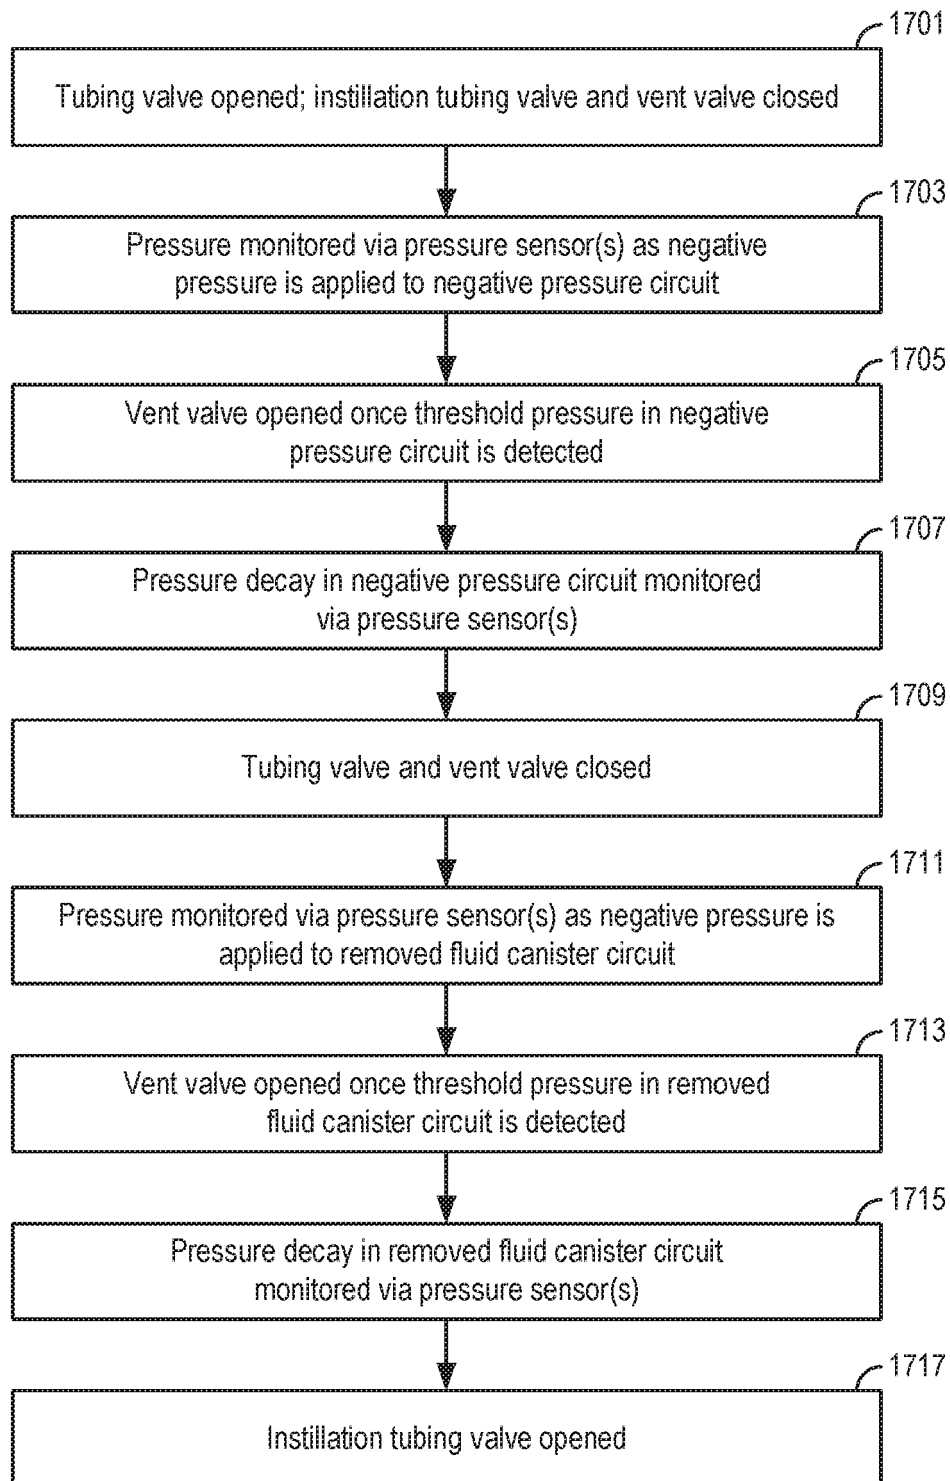 1701
Tubing valve opened; instillation tubing valve and vent valve closed
1703
Pressure monitored via pressure sensor(s) as negative
pressure is applied to negative pressure circuit
1705
Vent valve opened once threshold pressure in negative
pressure circuit is detected
1707
Pressure decay in negative pressure circuit monitored
via pressure sensor(s)
1709
Tubing valve and vent valve closed
1711
Pressure monitored via pressure sensor(s) as negative pressure is
applied to removed fluid canister circuit
1713
Vent valve opened once threshold pressure in removed
fluid canister circuit is detected
1715
Pressure decay in removed fluid canister circuit
monitored via pressure sensor(s)
1717
Instillation tubing valve opened